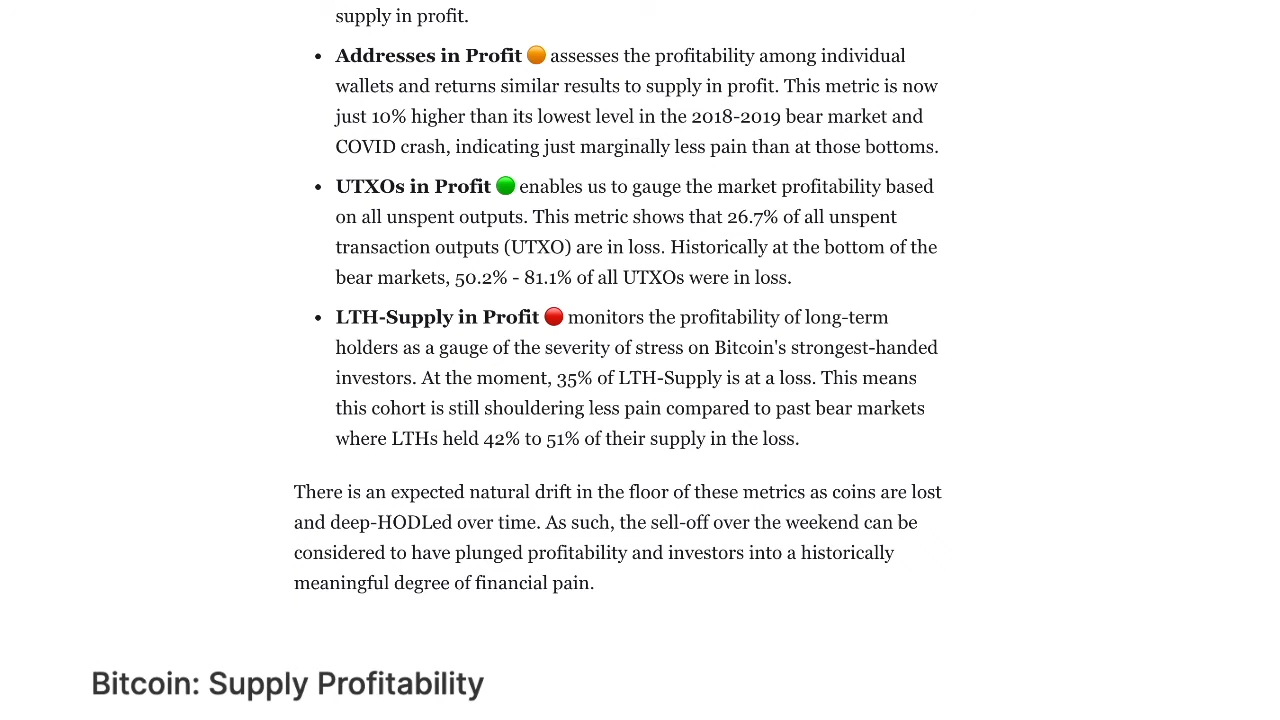 supply in profit.
• Addresses in Profit 🟠 assesses the profitability among individual
wallets and returns similar results to supply in profit. This metric is now
just 10% higher than its lowest level in the 2018-2019 bear market and
COVID crash, indicating just marginally less pain than at those bottoms.
• UTXOs in Profit 🟢 enables us to gauge the market profitability based
on all unspent outputs. This metric shows that 26.7% of all unspent
transaction outputs (UTXO) are in loss. Historically at the bottom of the
bear markets, 50.2% - 81.1% of all UTXOs were in loss.
• LTH-Supply in Profit 🔴 monitors the profitability of long-term
holders as a gauge of the severity of stress on Bitcoin's strongest-handed
investors. At the moment, 35% of LTH-Supply is at a loss. This means
this cohort is still shouldering less pain compared to past bear markets
where LTHs held 42% to 51% of their supply in the loss.
There is an expected natural drift in the floor of these metrics as coins are lost
and deep-HODLed over time. As such, the sell-off over the weekend can be
considered to have plunged profitability and investors into a historically
meaningful degree of financial pain.
Bitcoin: Supply Profitability